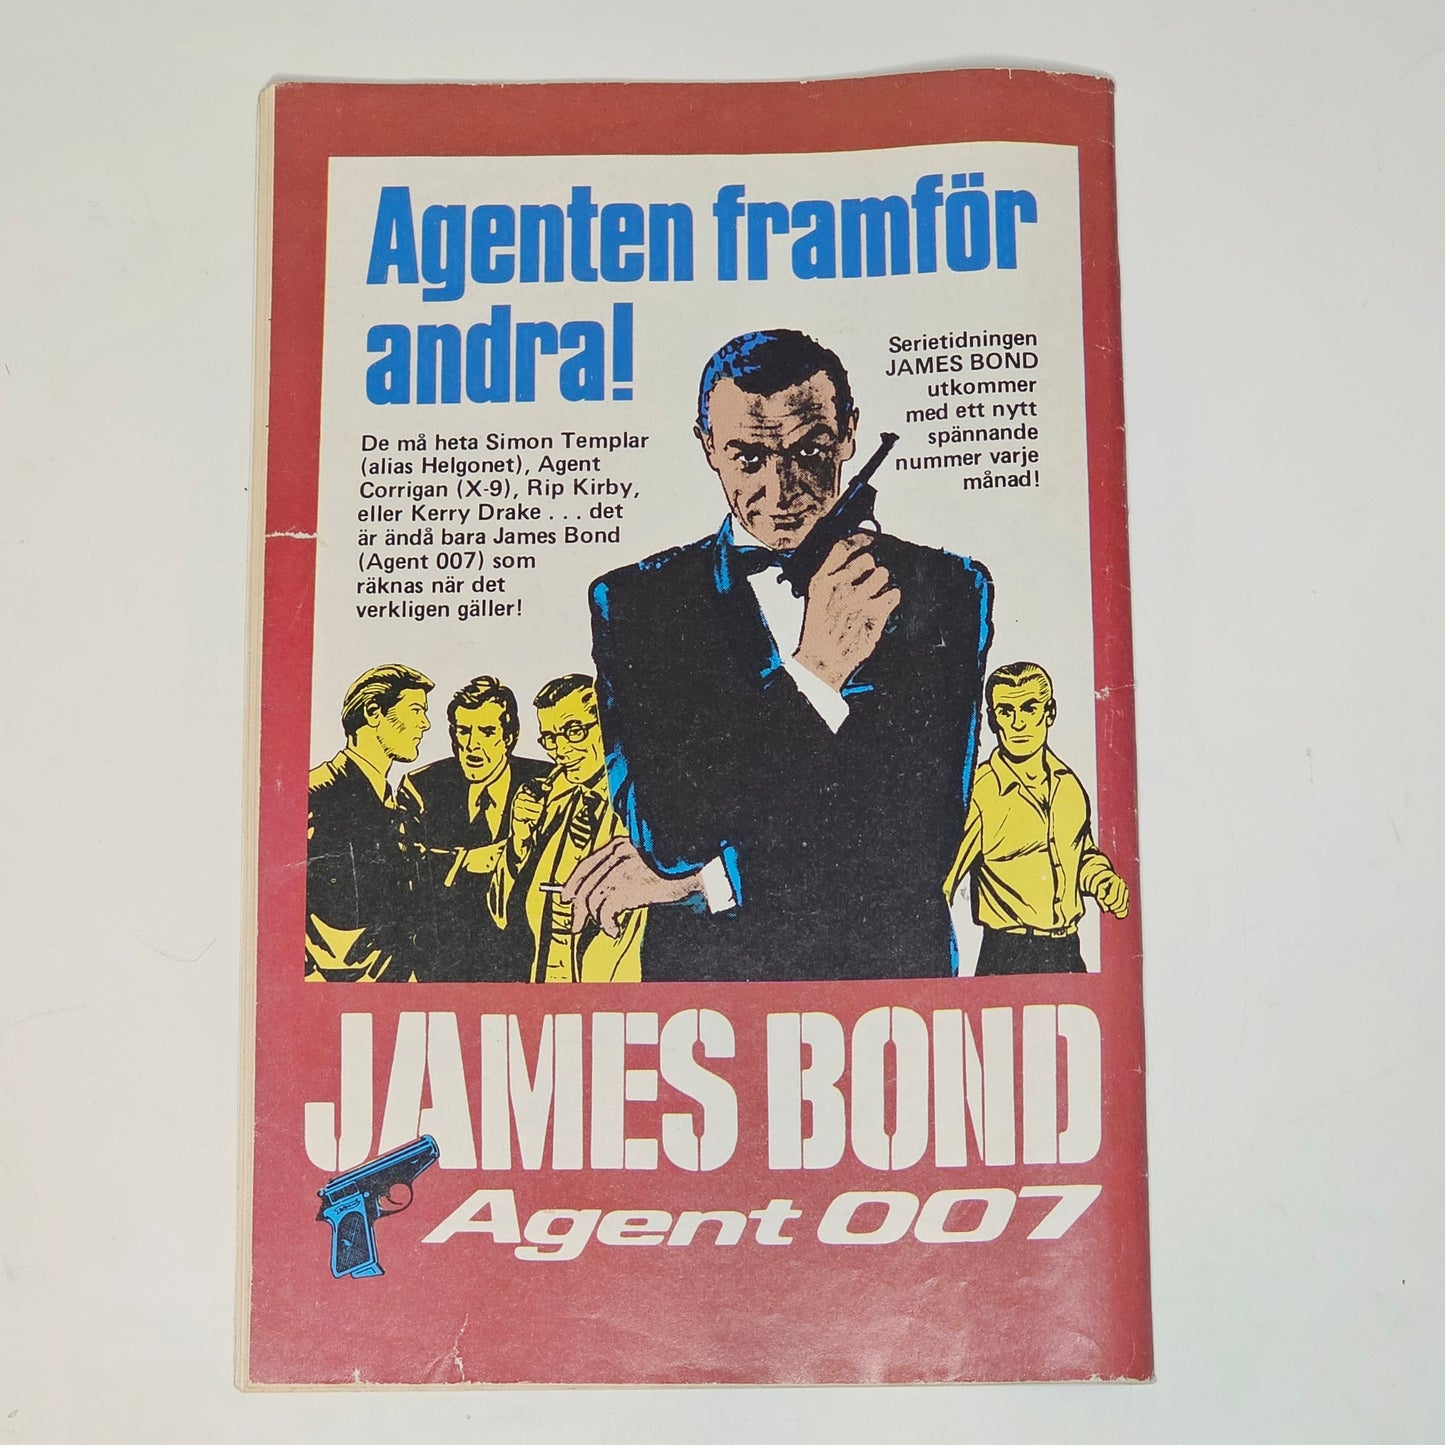 Agenten framför
andra!
De må heta Simon Templar
(alias Helgonet), Agent
Corrigan (X-9), Rip Kirby,
eller Kerry Drake . . . det
är ändå bara James Bond
(Agent 007) som
räknas när det
verkligen gäller!
Serietidningen
JAMES BOND
utkommer
med ett nytt
spännande
nummer varje
månad!
JAMES BOND
Agent 007